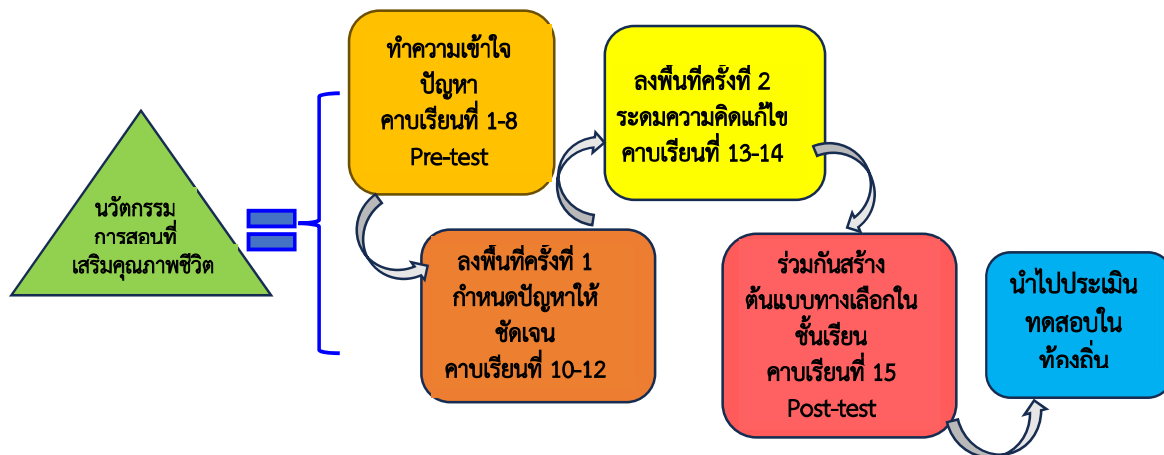 นวัตกรรม
การสอนที่
เสริมคุณภาพชีวิต
ทำความเข้าใจ
ปัญหา
คาบเรียนที่ 1-8
Pre-test
ลงพื้นที่ครั้งที่ 1
กำหนดปัญหาให้
ชัดเจน
คาบเรียนที่ 10-12
ลงพื้นที่ครั้งที่ 2
ระดมความคิดแก้ไข
คาบเรียนที่ 13-14
ร่วมกันสร้าง
ต้นแบบทางเลือกใน
ชั้นเรียน
คาบเรียนที่ 15
Post-test
นำไปประเมิน
ทดสอบใน
ท้องถิ่น